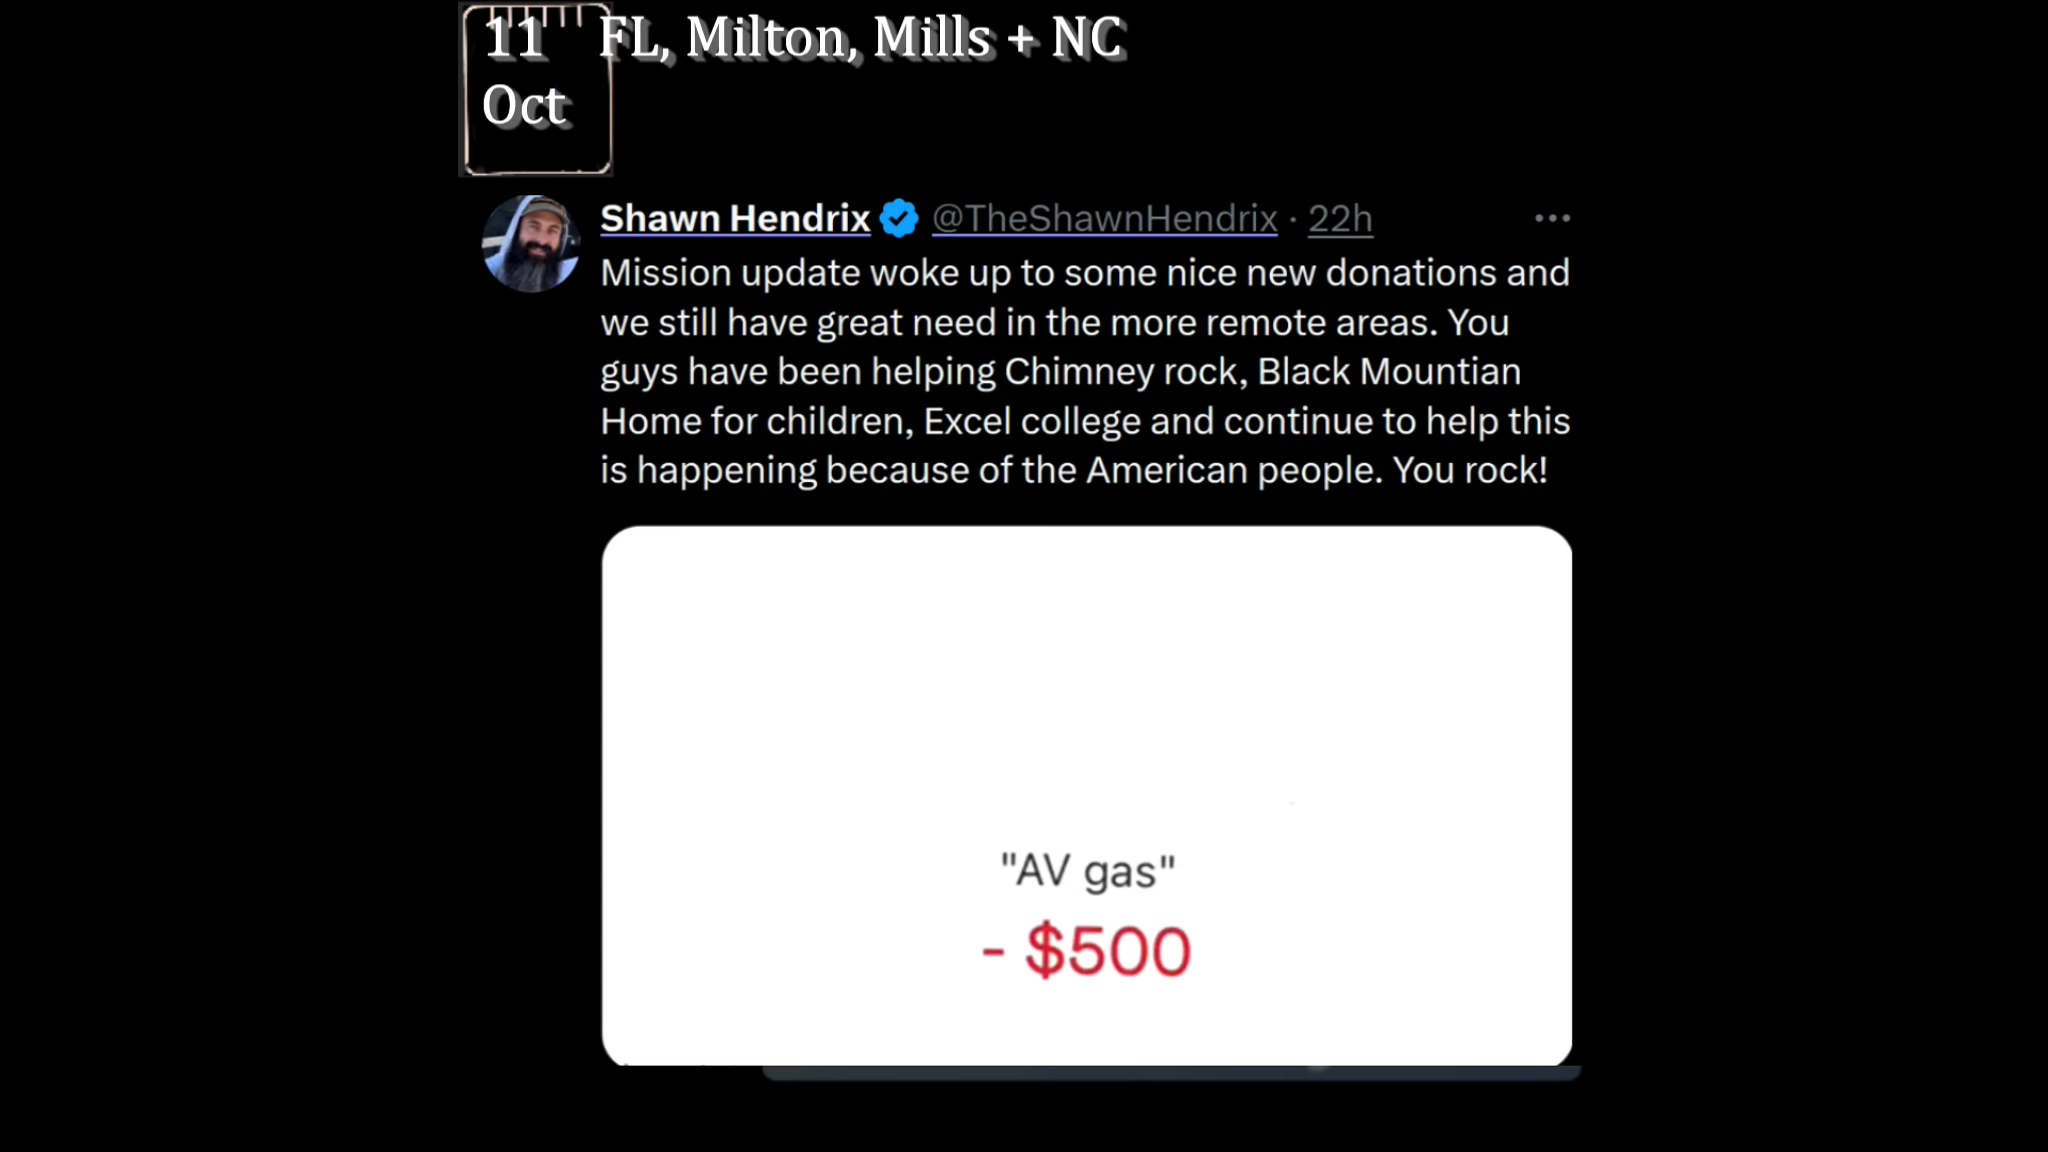 11 FL, Milton, Mills + NC
Oct
Shawn Hendrix @TheShawnHendrix · 22h
Mission update woke up to some nice new donations and
we still have great need in the more remote areas. You
guys have been helping Chimney rock, Black Mountian
Home for children, Excel college and continue to help this
is happening because of the American people. You rock!
"AV gas"
- $500